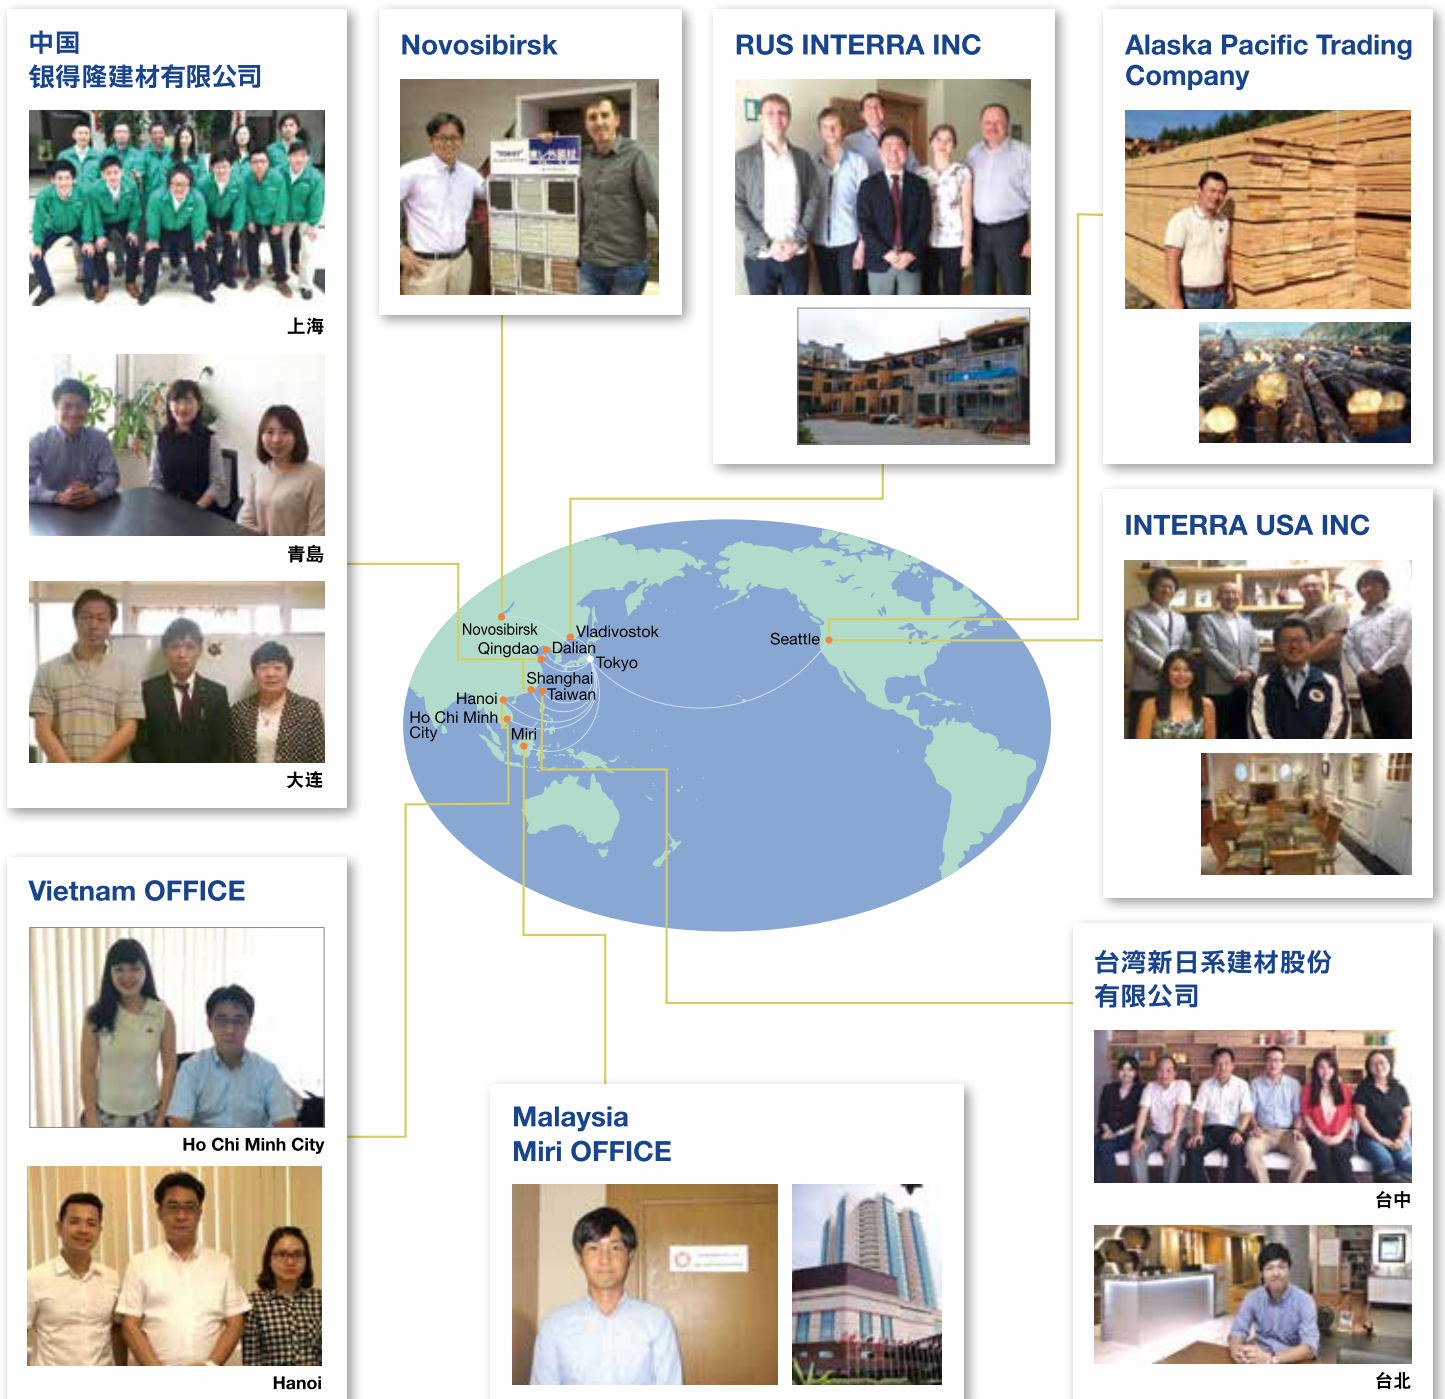 中国
银得隆建材有限公司
上海
青島
大连
Novosibirsk
RUS INTERRA INC
Alaska Pacific Trading
Company
INTERRA USA INC
Novosibirsk
Vladivostok
Qingdao
Dalian
Tokyo
Shanghai
Taiwan
Hanoi
Ho Chi Minh
City
Miri
Seattle
Vietnam OFFICE
Ho Chi Minh City
Hanoi
Malaysia
Miri OFFICE
台湾新日系建材股份
有限公司
台中
台北